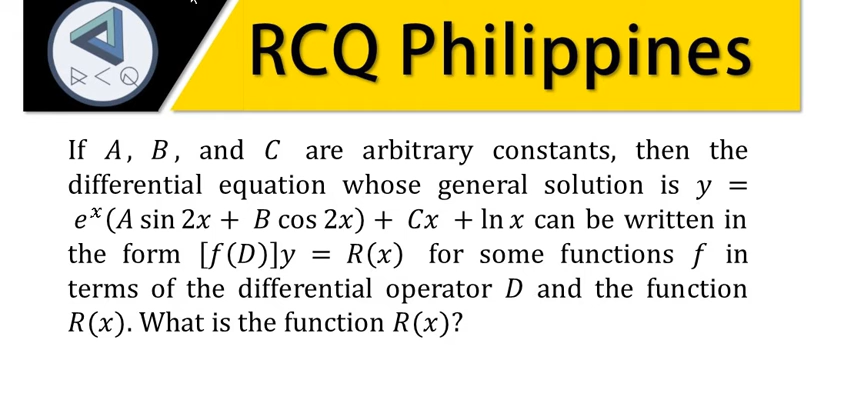 RCQ Philippines
RCQ
If A, B, and C are arbitrary constants, then the
differential equation whose general solution is y =
eˣ(A sin 2x + B cos 2x) + Cx + ln x can be written in
the form [f(D)]y = R(x) for some functions f in
terms of the differential operator D and the function
R(x). What is the function R(x)?